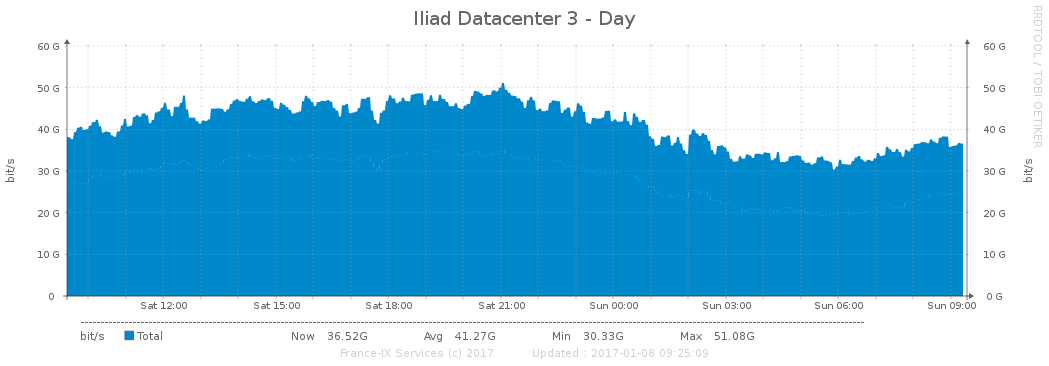 Iliad Datacenter 3 - Day
RRDTOOL / TOBI OETIKER
bit/s
bit/s
60 G 60 G
50 G 50 G
40 G 40 G
30 G 30 G
20 G 20 G
10 G 10 G
0 0 G
Sat 12:00 Sat 15:00 Sat 18:00 Sat 21:00 Sun 00:00 Sun 03:00 Sun 06:00 Sun 09:00
bit/s Total Now 36.52G Avg 41.27G Min 30.33G Max 51.08G
France-IX Services (c) 2017 Updated : 2017-01-08 09:25:09